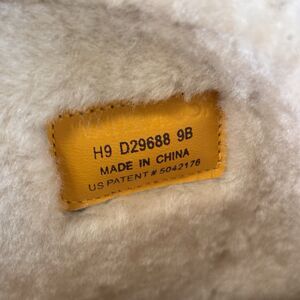 H9 D29688 9B
MADE IN CHINA
US PATENT # 5042176